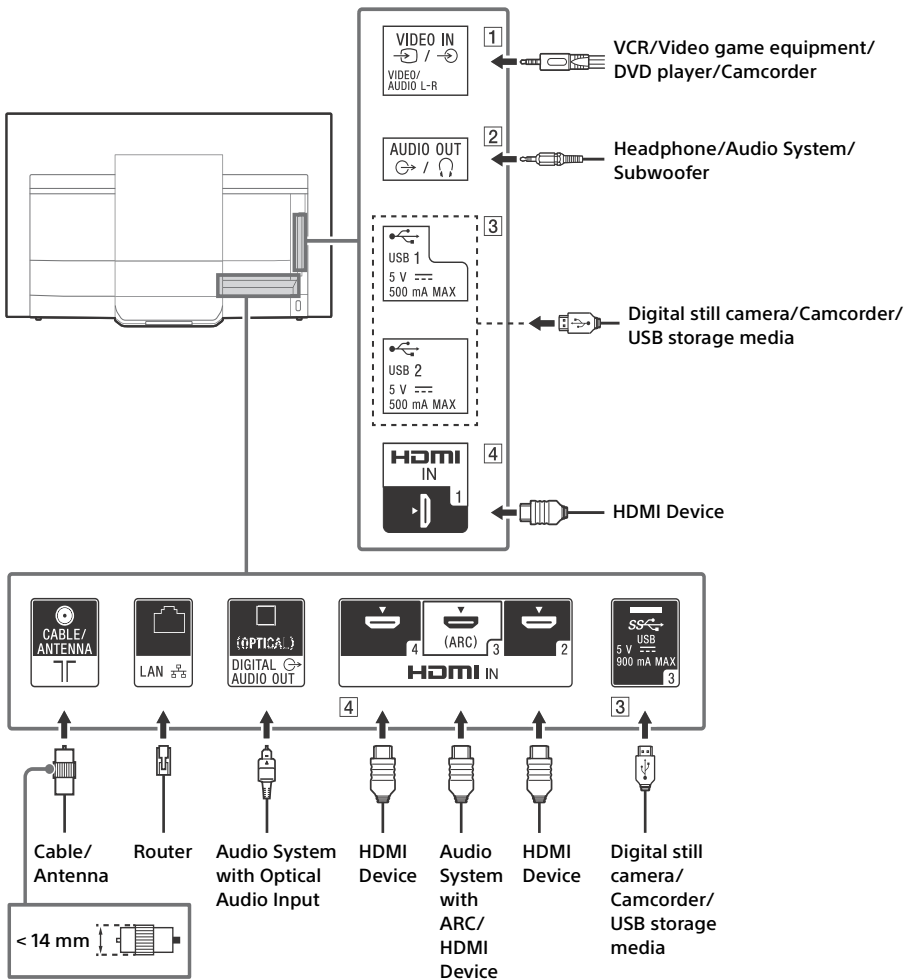 VIDEO IN
/
VIDEO/
AUDIO L-R
1
VCR/Video game equipment/
DVD player/Camcorder
AUDIO OUT
/
2
Headphone/Audio System/
Subwoofer
3
USB 1
5 V
500 mA MAX
USB 2
5 V
500 mA MAX
Digital still camera/Camcorder/
USB storage media
HDMI
IN
1
4
HDMI Device
CABLE/
ANTENNA
LAN
(OPTICAL)
DIGITAL
AUDIO OUT
4
(ARC)
3
2
HDMI IN
SS
USB
5 V
900 mA MAX
3
4
3
Cable/
Antenna
Router
Audio System
with Optical
Audio Input
HDMI
Device
Audio
System
with
ARC/
HDMI
Device
HDMI
Device
Digital still
camera/
Camcorder/
USB storage
media
< 14 mm